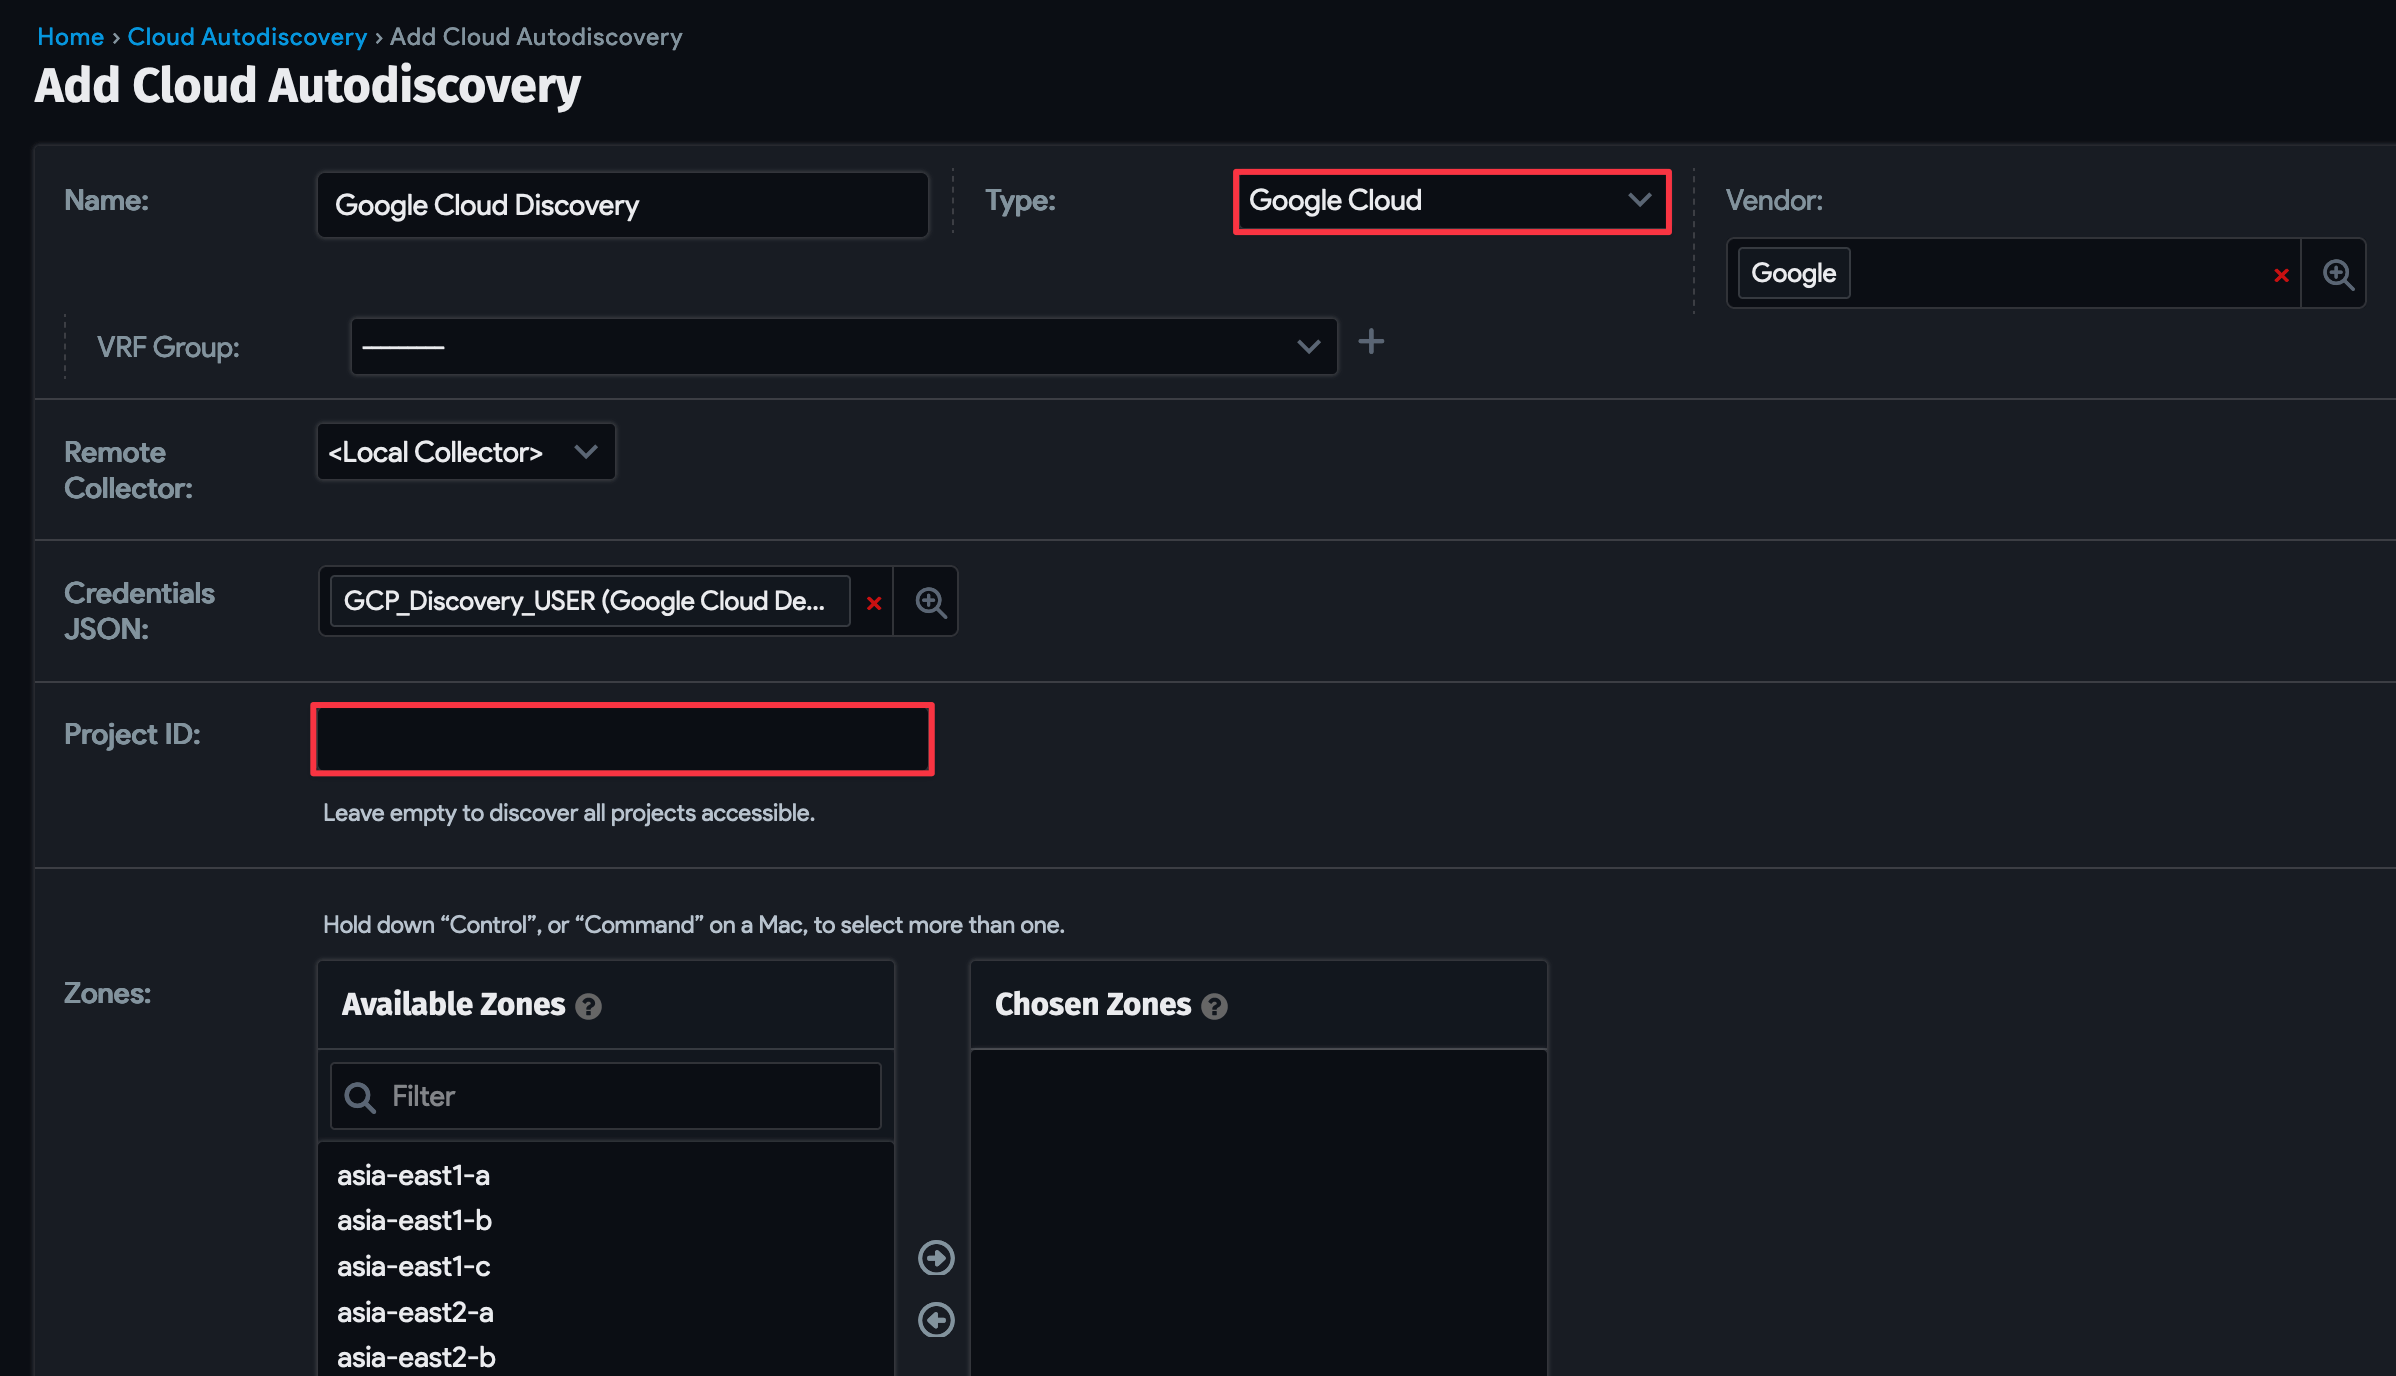 Home › Cloud Autodiscovery › Add Cloud Autodiscovery
Add Cloud Autodiscovery
Name:
Google Cloud Discovery
Type:
Google Cloud
Vendor:
Google
VRF Group:
Remote
Collector:
<Local Collector>
Credentials
JSON:
GCP_Discovery_USER (Google Cloud De...
Project ID:
Leave empty to discover all projects accessible.
Hold down “Control”, or “Command” on a Mac, to select more than one.
Zones:
Available Zones ?
Chosen Zones ?
Filter
asia-east1-a
asia-east1-b
asia-east1-c
asia-east2-a
asia-east2-b